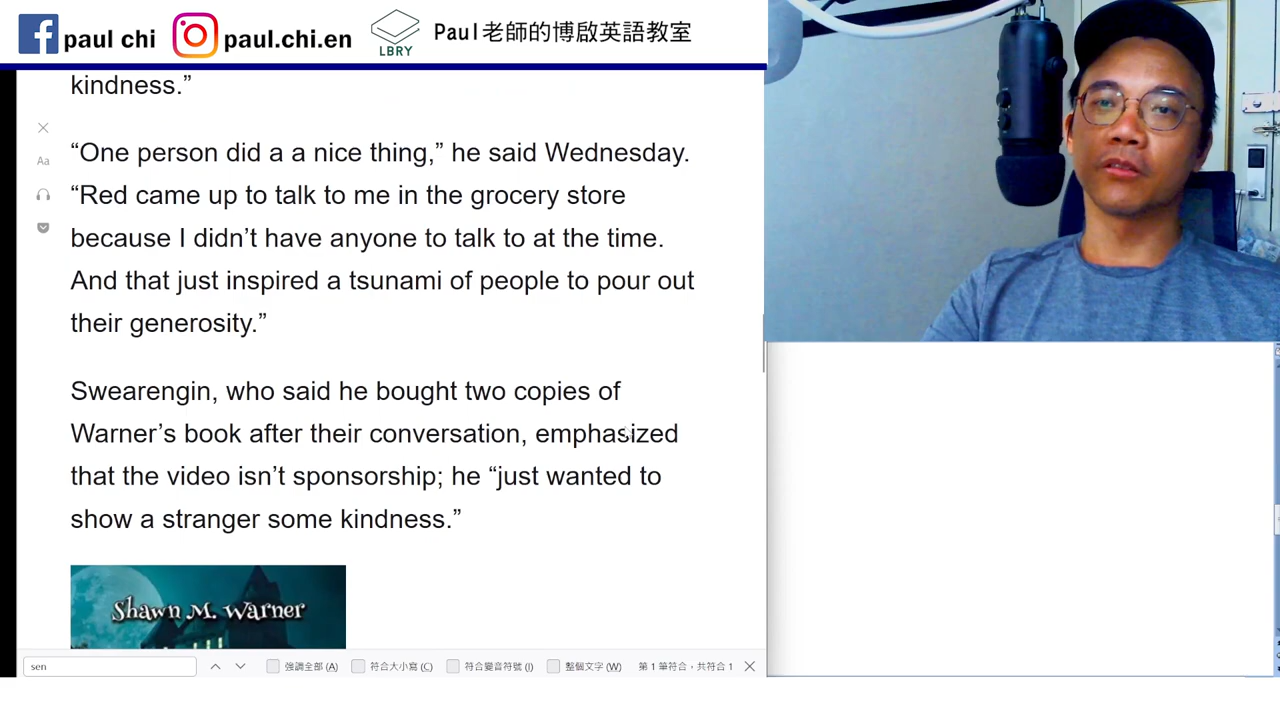 paul chi
paul.chi.en
LBRY
Paul老師的博啟英語教室
kindness.”
Aa
“One person did a a nice thing,” he said Wednesday.
“Red came up to talk to me in the grocery store
because I didn’t have anyone to talk to at the time.
And that just inspired a tsunami of people to pour out
their generosity.”
Swearengin, who said he bought two copies of
Warner’s book after their conversation, emphasized
that the video isn’t sponsorship; he “just wanted to
show a stranger some kindness.”
Shawn M. Warner
sen
強調全部 (A)
符合大小寫 (C)
符合變音符號 (I)
整個文字 (W)
第 1 筆符合，共符合 1